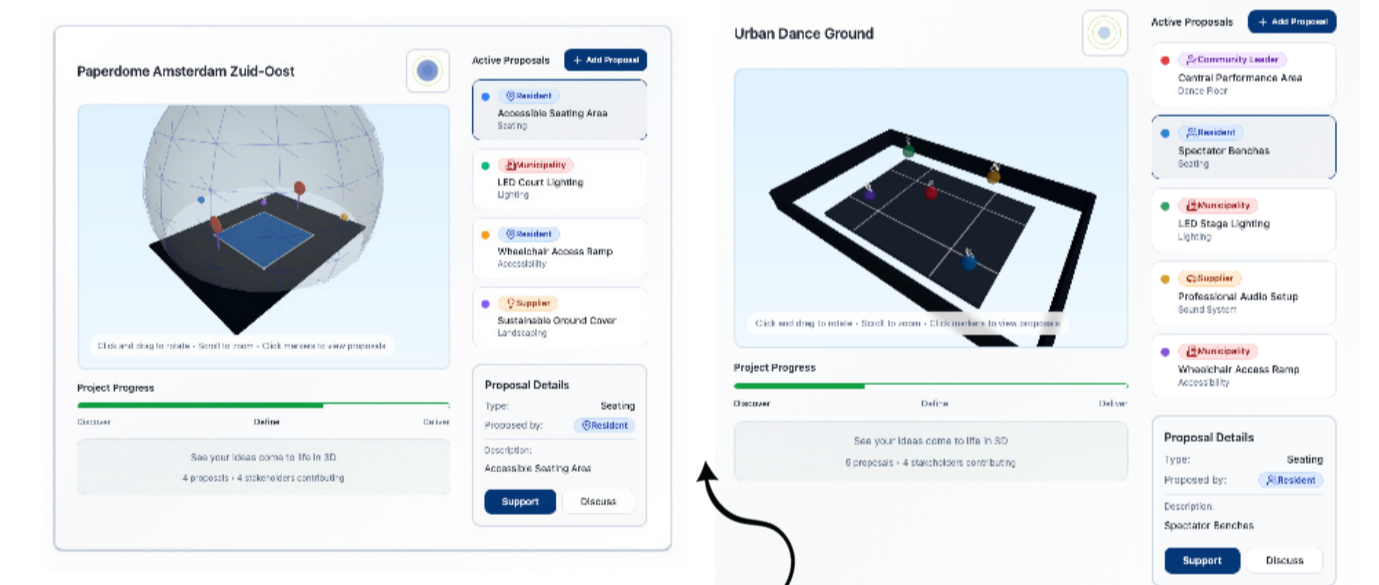 Paperdome Amsterdam Zuid-Oost
Click and drag to rotate • Scroll to zoom • Click markers to view proposals
Project Progress
Discover
Define
Deliver
See your ideas come to life in 3D
4 proposals • 4 stakeholders contributing
Active Proposals
+ Add Proposal
Resident
Accessible Seating Area
Seating
Municipality
LED Court Lighting
Lighting
Resident
Wheelchair Access Ramp
Accessibility
Supplier
Sustainable Ground Cover
Landscaping
Proposal Details
Type: Seating
Proposed by: Resident
Description:
Accessible Seating Area
Support
Discuss
Urban Dance Ground
Click and drag to rotate • Scroll to zoom • Click markers to view proposals
Project Progress
Discover
Define
Deliver
See your ideas come to life in 3D
proposals • 4 stakeholders contributing
Active Proposals
+ Add Proposal
Community Leader
Central Performance Area
Dance Floor
Resident
Spectator Benches
Seating
Municipality
LED Stage Lighting
Lighting
Supplier
Professional Audio Setup
Sound System
Municipality
Wheelchair Access Ramp
Accessibility
Proposal Details
Type: Seating
Proposed by: Resident
Description:
Spectator Benches
Support
Discuss